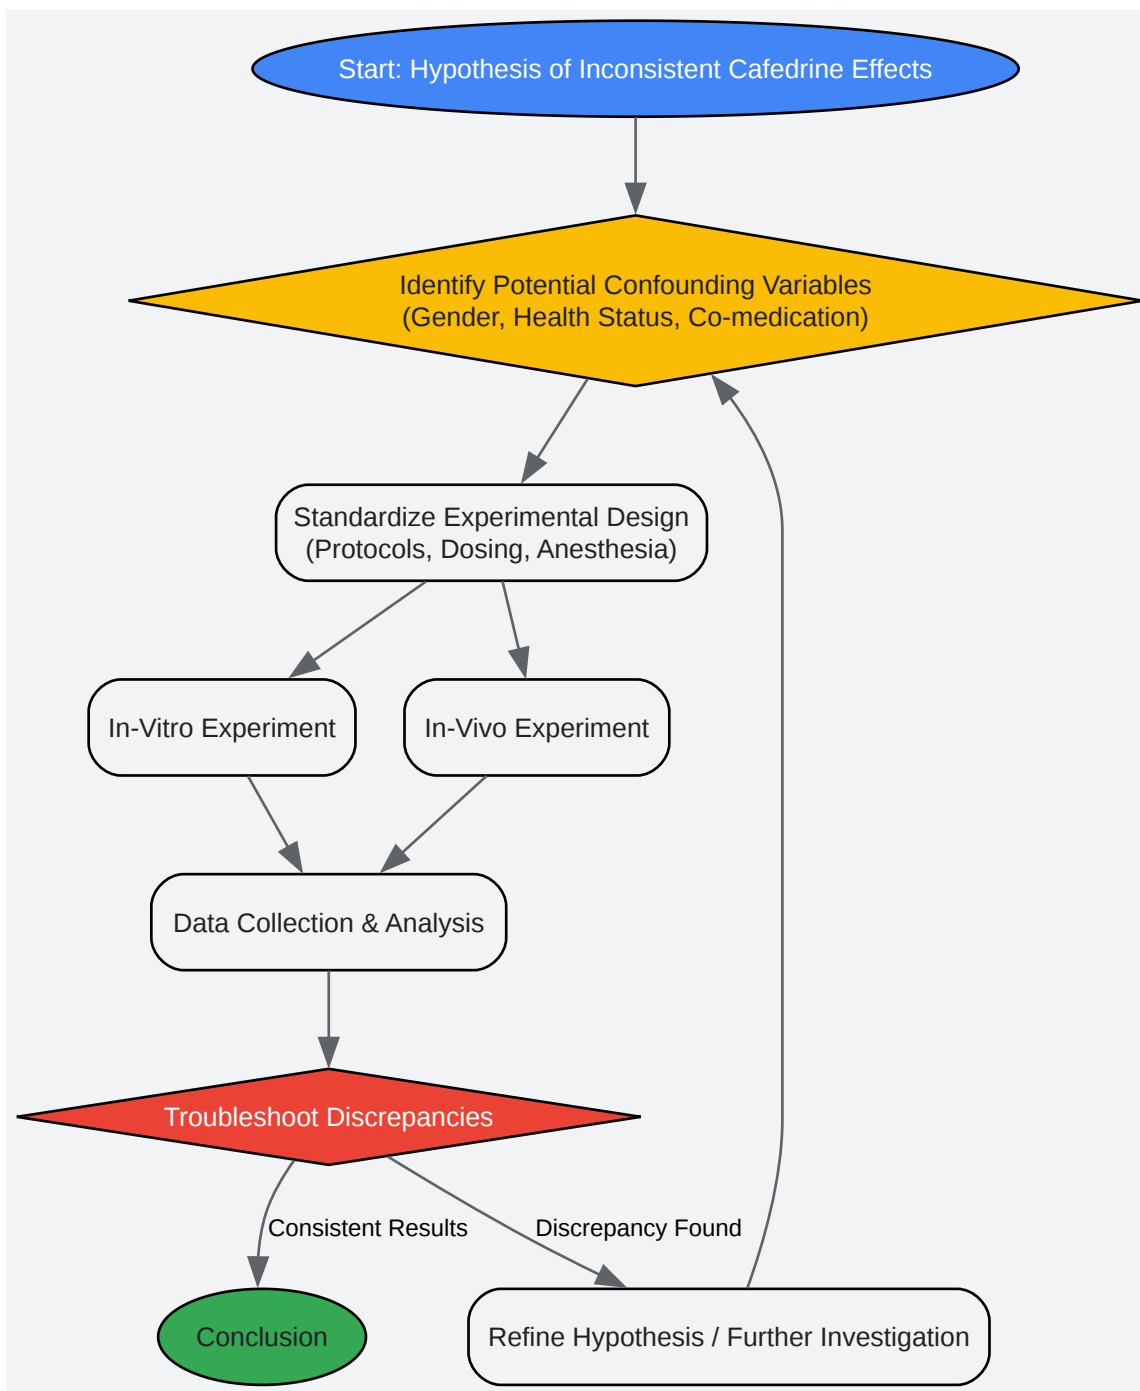 Start: Hypothesis of Inconsistent Cafedrine Effects
Identify Potential Confounding Variables
(Gender, Health Status, Co-medication)
Standardize Experimental Design
(Protocols, Dosing, Anesthesia)
In-Vitro Experiment
In-Vivo Experiment
Data Collection & Analysis
Troubleshoot Discrepancies
Consistent Results
Discrepancy Found
Conclusion
Refine Hypothesis / Further Investigation